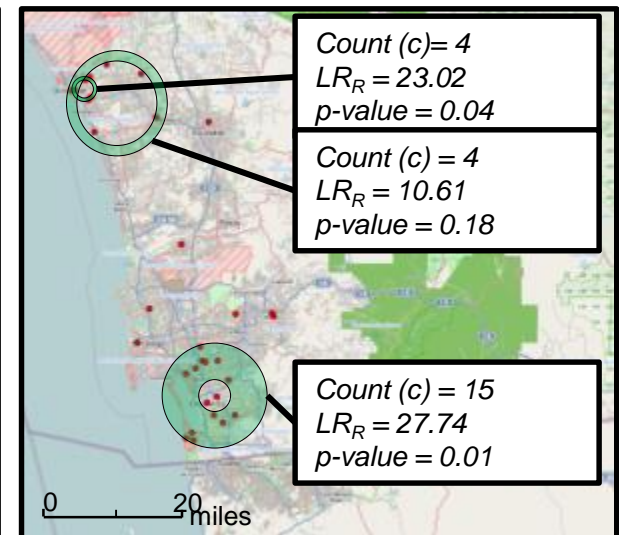 Count (c)= 4
LR_R = 23.02
p-value = 0.04
Count (c) = 4
LR_R = 10.61
p-value = 0.18
Count (c) = 15
LR_R = 27.74
p-value = 0.01
0 20 miles